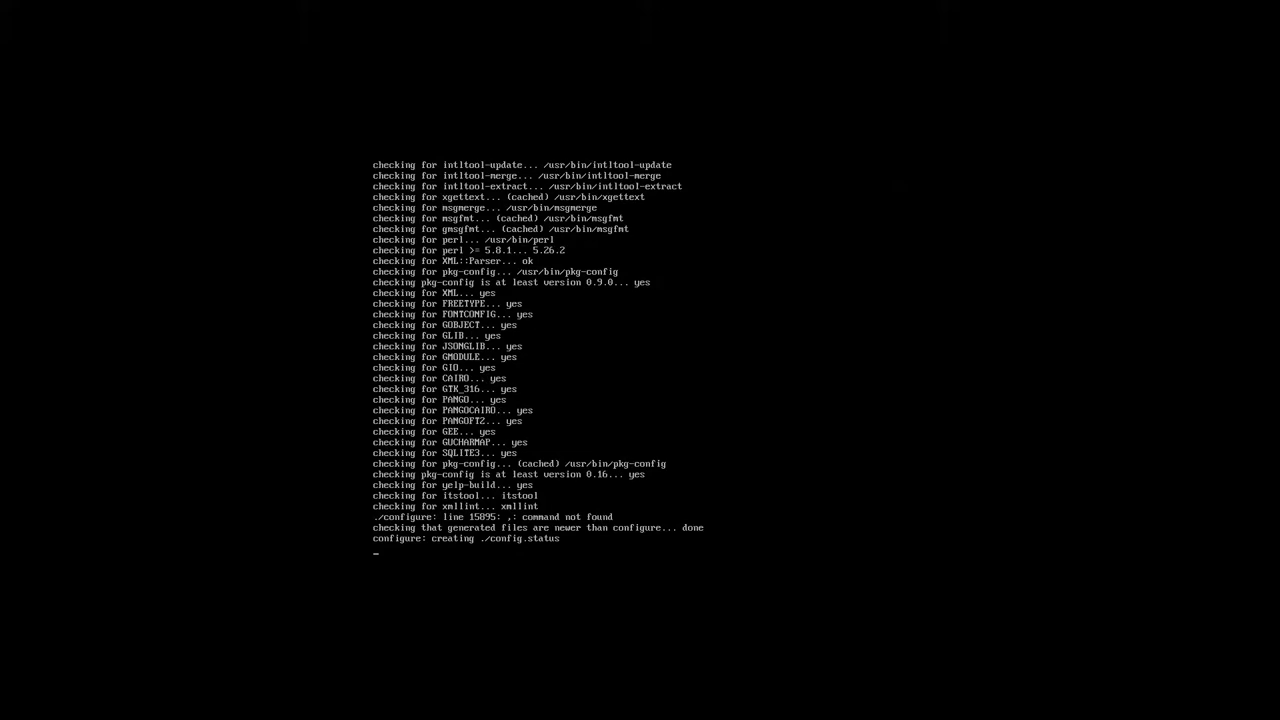 checking for intltool-update... /usr/bin/intltool-update
checking for intltool-merge... /usr/bin/intltool-merge
checking for intltool-extract... /usr/bin/intltool-extract
checking for xgettext... (cached) /usr/bin/xgettext
checking for msgmerge... /usr/bin/msgmerge
checking for msgfmt... (cached) /usr/bin/msgfmt
checking for gmsgfmt... (cached) /usr/bin/msgfmt
checking for perl... /usr/bin/perl
checking for perl >= 5.8.1... 5.26.2
checking for XML::Parser... ok
checking for pkg-config... /usr/bin/pkg-config
checking pkg-config is at least version 0.9.0... yes
checking for XML... yes
checking for FREETYPE... yes
checking for FONTCONFIG... yes
checking for GOBJECT... yes
checking for GLIB... yes
checking for JSONGLIB... yes
checking for GMODULE... yes
checking for GIO... yes
checking for CAIRO... yes
checking for GTK_316... yes
checking for PANGO... yes
checking for PANGOCAIRO... yes
checking for PANGOFT2... yes
checking for GEE... yes
checking for GUCHARMAP... yes
checking for SQLITE3... yes
checking for pkg-config... (cached) /usr/bin/pkg-config
checking pkg-config is at least version 0.16... yes
checking for yelp-build... yes
checking for itstool... itstool
checking for xmllint... xmllint
./configure: line 15895: ,: command not found
checking that generated files are newer than configure... done
configure: creating ./config.status